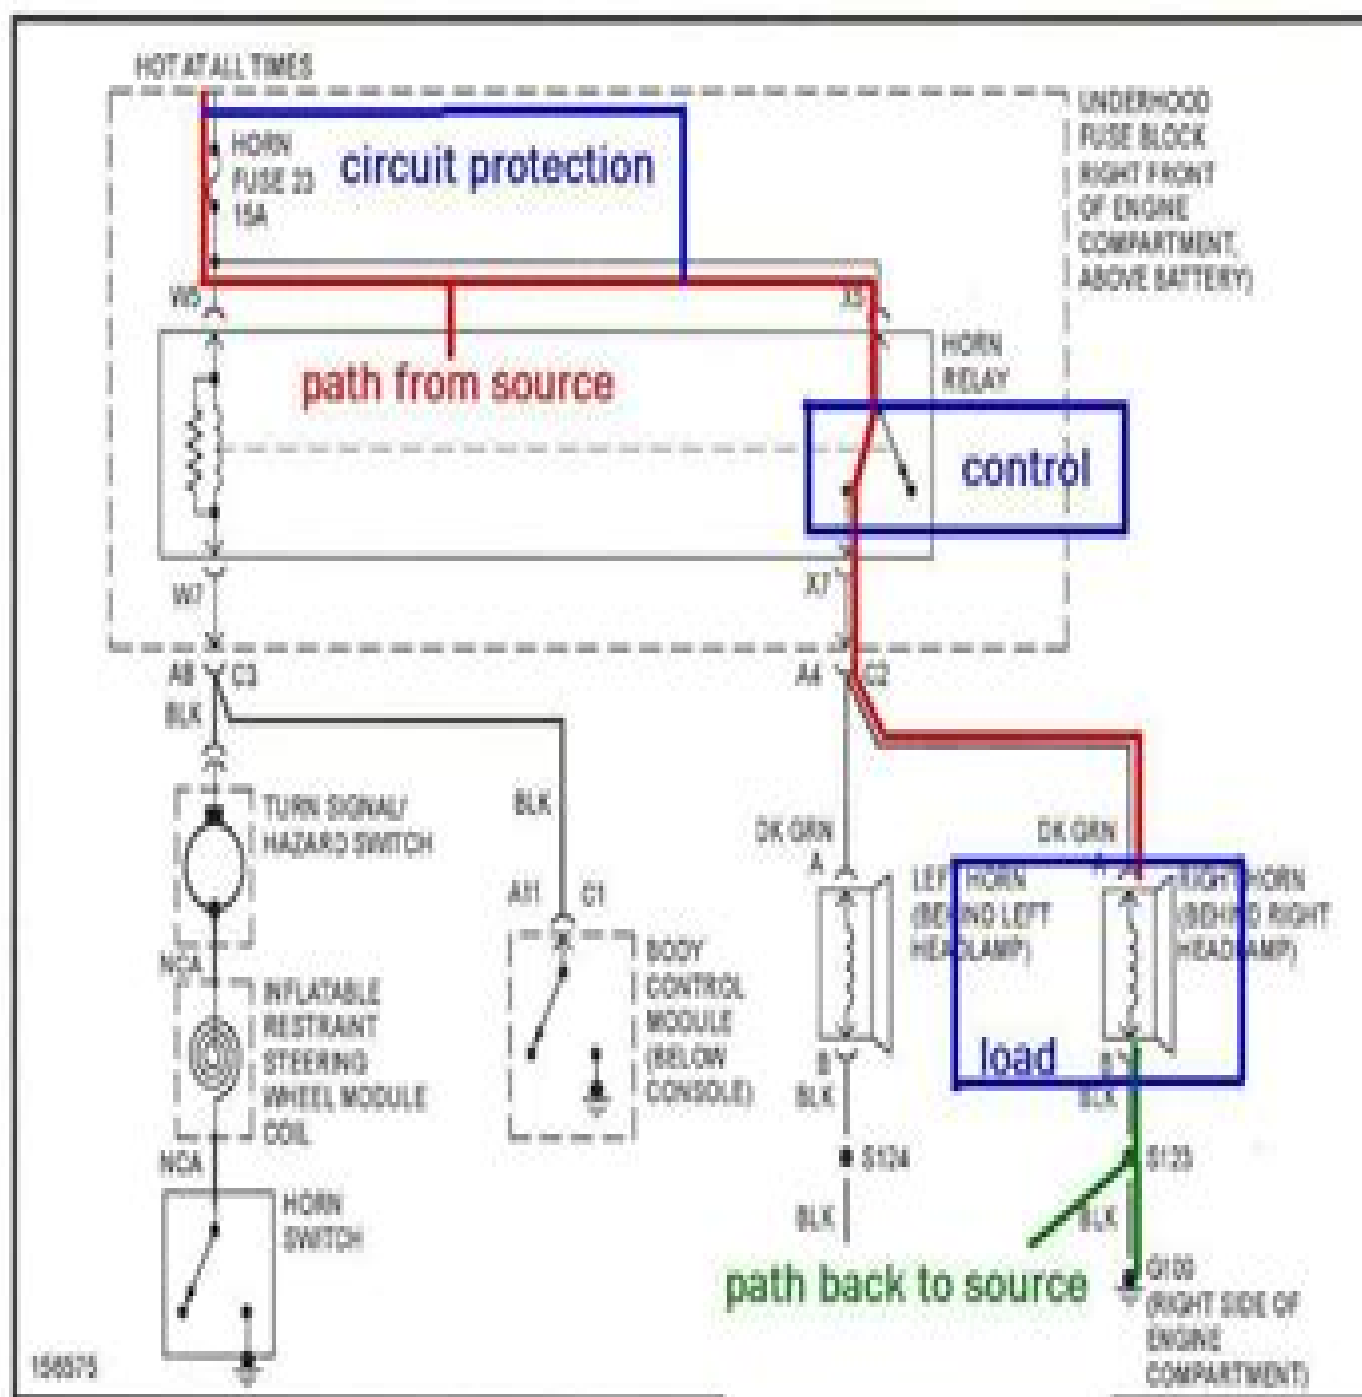 HOT AT ALL TIMES
UNDERHOOD
FUSE BLOCK
RIGHT FRONT
OF ENGINE
COMPARTMENT,
ABOVE BATTERY)
HORN
FUSE 23
15A
circuit protection
W5
X5
HORN
RELAY
path from source
control
W7
X7
A8
C3
A4
C2
BLK
TURN SIGNAL/
HAZARD SWITCH
BLK
DK GRN
DK GRN
A
A
A11
C1
LEFT HORN
(BEHIND LEFT
HEADLAMP)
RIGHT HORN
(BEHIND RIGHT
HEADLAMP)
NCA
INFLATABLE
RESTRAINT
STEERING
WHEEL MODULE
COIL
BODY
CONTROL
MODULE
(BELOW
CONSOLE)
load
B
B
BLK
BLK
NCA
S124
HORN
SWITCH
BLK
BLK
path back to source
(RIGHT SIDE OF
ENGINE
COMPARTMENT)